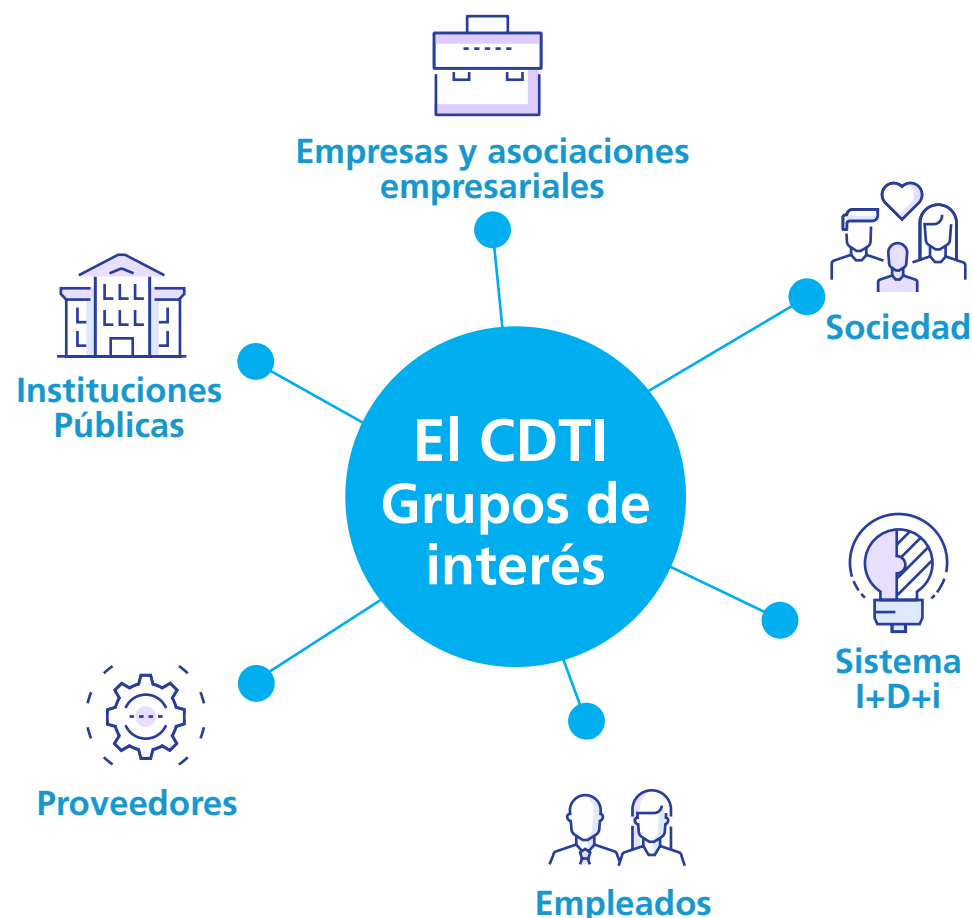 Empresas y asociaciones
empresariales
Sociedad
Instituciones
Públicas
El CDTI
Grupos de
interés
Sistema
I+D+i
Proveedores
Empleados